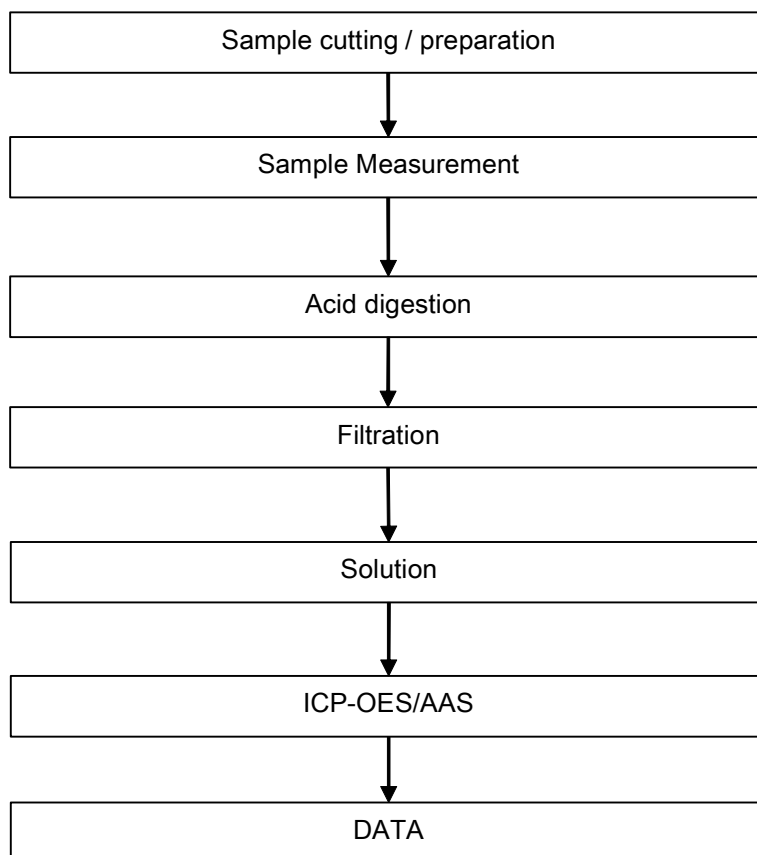 Sample cutting / preparation
Sample Measurement
Acid digestion
Filtration
Solution
ICP-OES/AAS
DATA